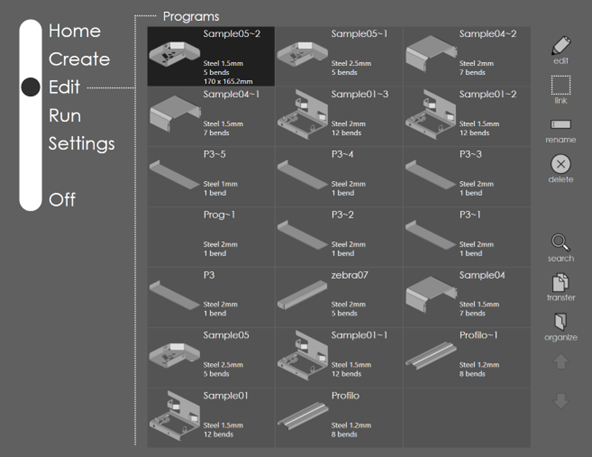 Programs
Home
Create
Edit
Run
Settings
Off
Sample05~2
Steel 1.5mm
5 bends
170 x 165.2mm
Sample05~1
Steel 2.5mm
5 bends
Sample04~2
Steel 2mm
7 bends
Sample04~1
Steel 1.5mm
7 bends
Sample01~3
Steel 2mm
12 bends
Sample01~2
Steel 1.5mm
12 bends
P3~5
Steel 1mm
1 bend
P3~4
Steel 2mm
1 bend
P3~3
Steel 2mm
1 bend
Prog~1
Steel 2mm
1 bend
P3~2
Steel 2mm
1 bend
P3~1
Steel 2mm
1 bend
P3
Steel 2mm
1 bend
zebra07
Steel 2mm
5 bends
Sample04
Steel 1.5mm
7 bends
Sample05
Steel 2.5mm
5 bends
Sample01~1
Steel 1.5mm
12 bends
Profilo~1
Steel 1.2mm
8 bends
Sample01
Steel 1.5mm
12 bends
Profilo
Steel 1.2mm
8 bends
edit
link
rename
delete
search
transfer
organize